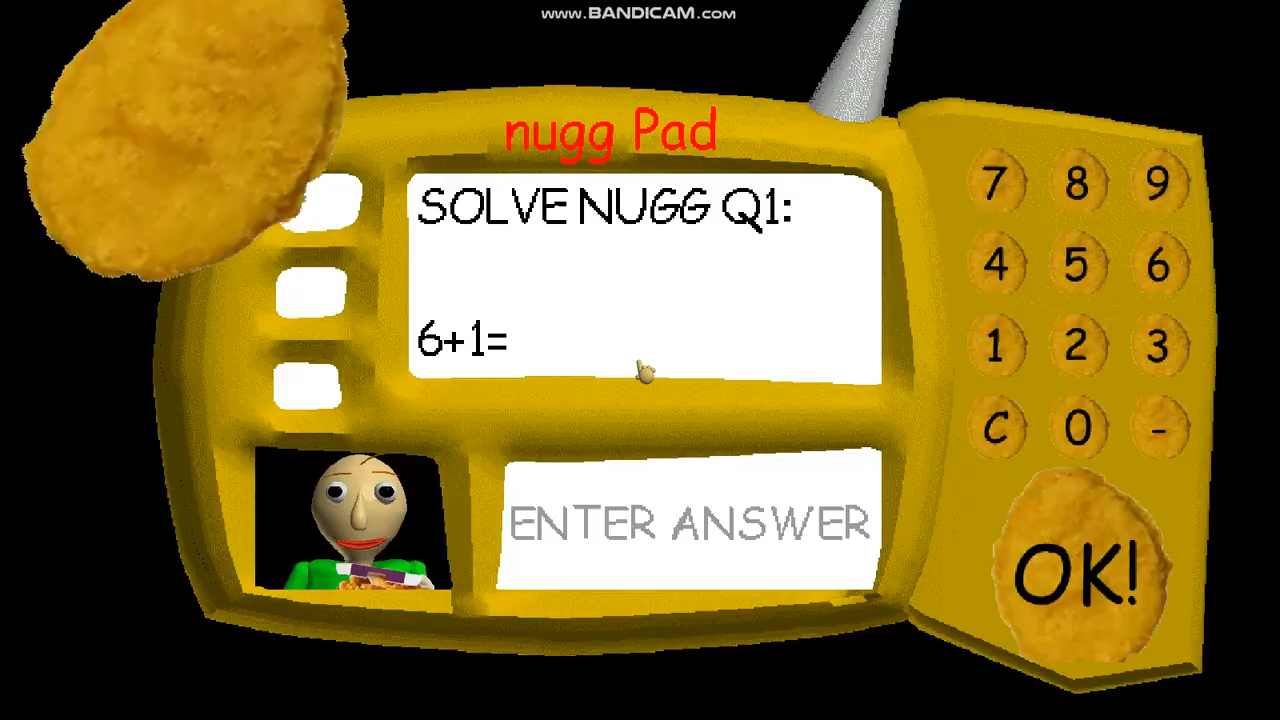 www.BANDICAM.com
nugg Pad
SOLVE NUGG Q1:
6+1=
ENTER ANSWER
7 8 9
4 5 6
1 2 3
C 0 -
OK!